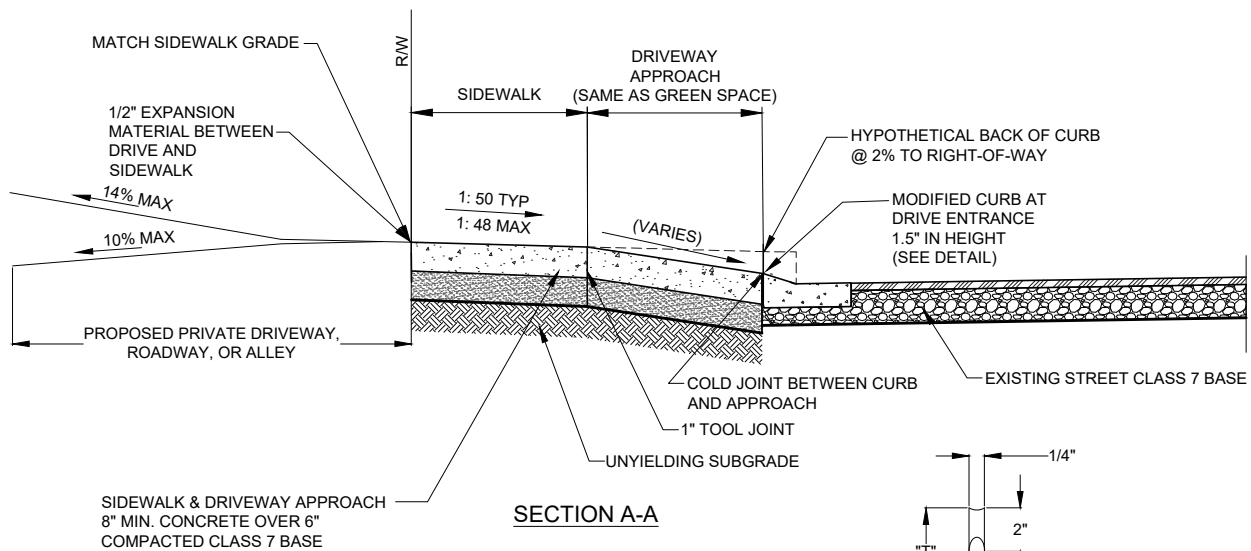 MATCH SIDEWALK GRADE
R/W
SIDEWALK
DRIVEWAY
APPROACH
(SAME AS GREEN SPACE)
1/2" EXPANSION
MATERIAL BETWEEN
DRIVE AND
SIDEWALK
HYPOTHETICAL BACK OF CURB
@ 2% TO RIGHT-OF-WAY
14% MAX
10% MAX
1: 50 TYP
1: 48 MAX
(VARIES)
MODIFIED CURB AT
DRIVE ENTRANCE
1.5" IN HEIGHT
(SEE DETAIL)
PROPOSED PRIVATE DRIVEWAY,
ROADWAY, OR ALLEY
COLD JOINT BETWEEN CURB
AND APPROACH
EXISTING STREET CLASS 7 BASE
1" TOOL JOINT
UNYIELDING SUBGRADE
SIDEWALK & DRIVEWAY APPROACH
8" MIN. CONCRETE OVER 6"
COMPACTED CLASS 7 BASE
SECTION A-A
1/4"
2"
"T"